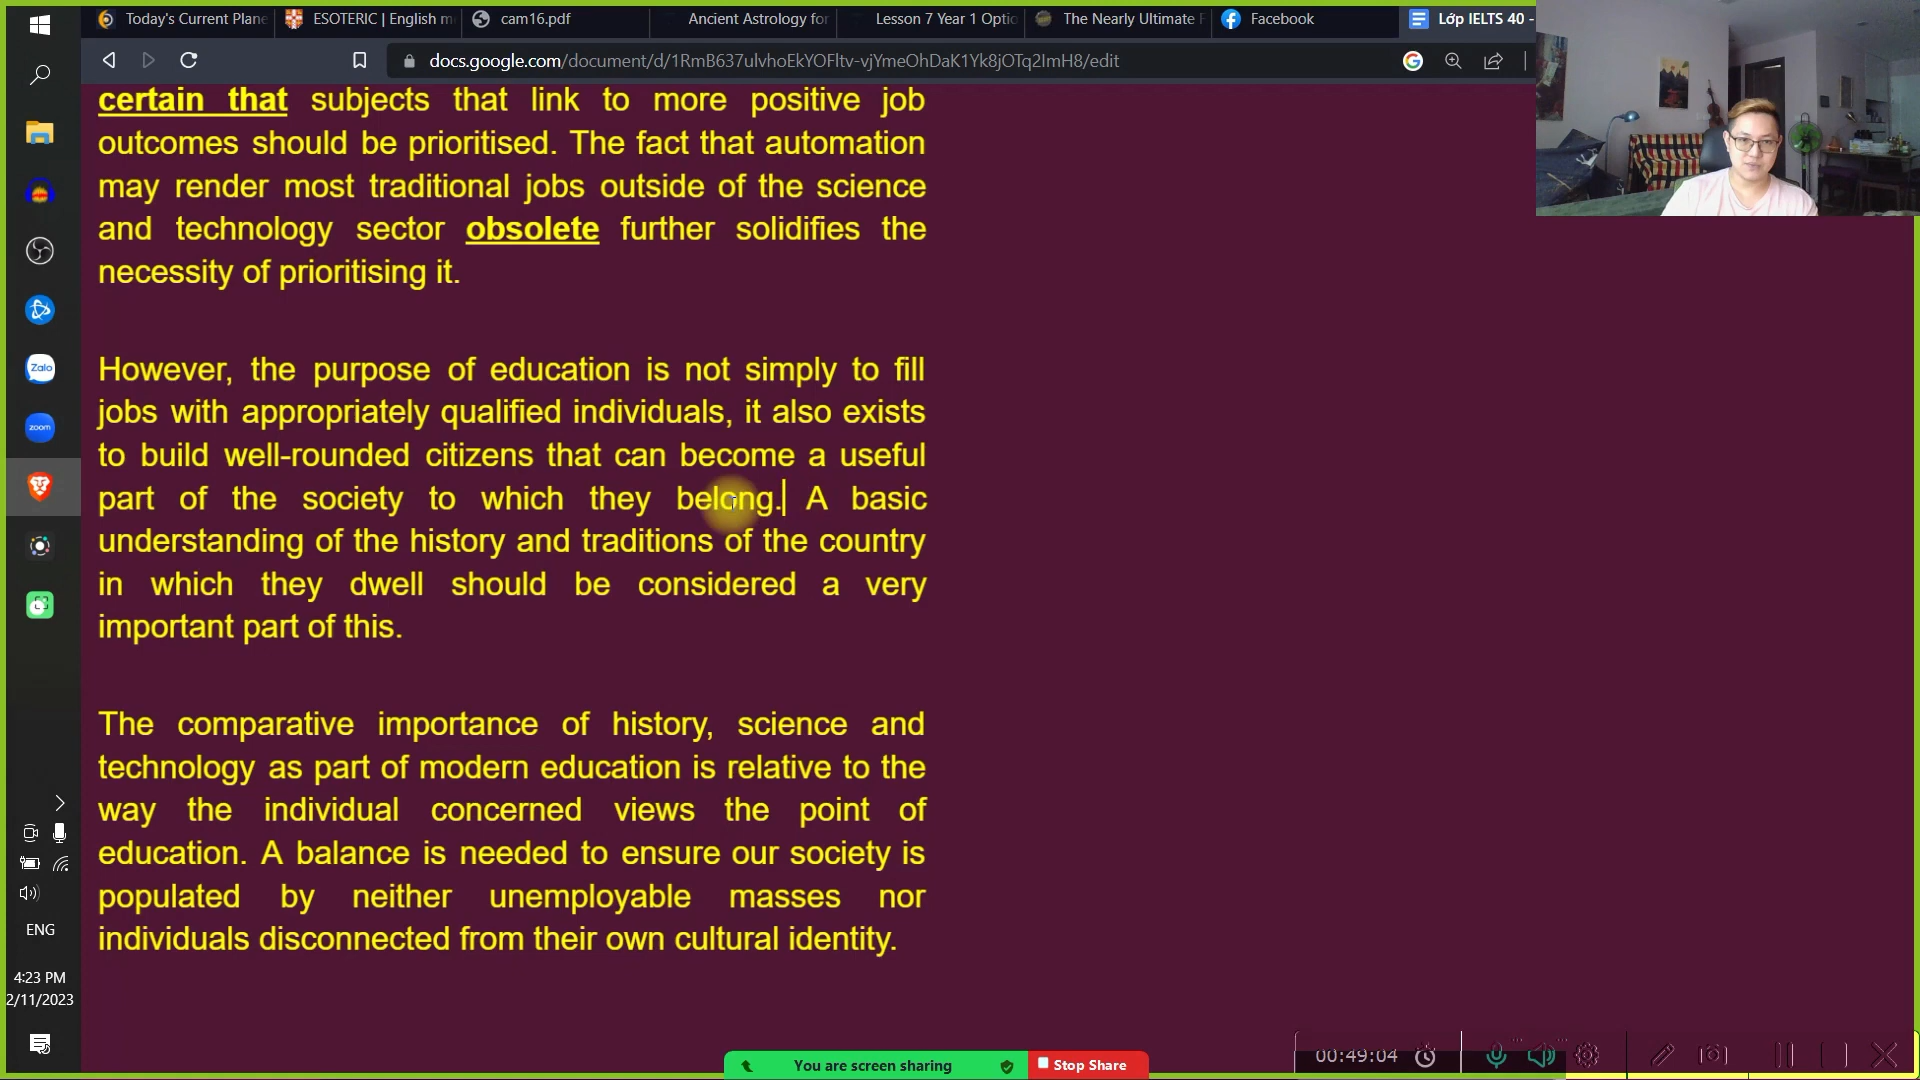 Today's Current Plane
ESOTERIC | English m
cam16.pdf
Ancient Astrology for
Lesson 7 Year 1 Optio
The Nearly Ultimate F
Facebook
Lớp IELTS 40 -
docs.google.com/document/d/1RmB637ulvhoEkYOFltv-vjYmeOhDaK1Yk8jOTq2ImH8/edit
certain that subjects that link to more positive job
outcomes should be prioritised. The fact that automation
may render most traditional jobs outside of the science
and technology sector obsolete further solidifies the
necessity of prioritising it.
However, the purpose of education is not simply to fill
jobs with appropriately qualified individuals, it also exists
to build well-rounded citizens that can become a useful
part of the society to which they belong. A basic
understanding of the history and traditions of the country
in which they dwell should be considered a very
important part of this.
The comparative importance of history, science and
technology as part of modern education is relative to the
way the individual concerned views the point of
education. A balance is needed to ensure our society is
populated by neither unemployable masses nor
individuals disconnected from their own cultural identity.
Zalo
zoom
ENG
4:23 PM
2/11/2023
You are screen sharing
Stop Share
00:49:04